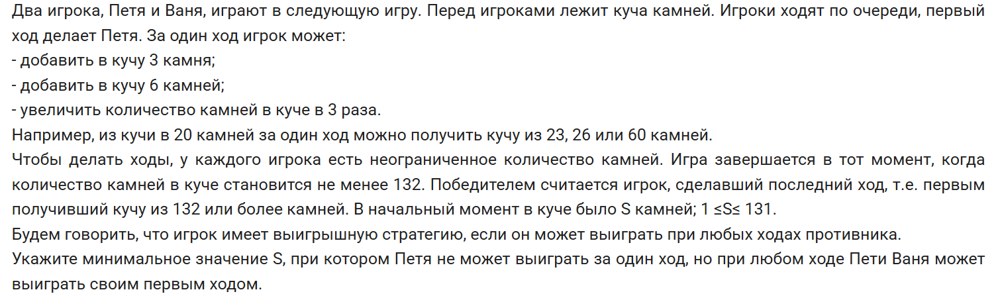 Два игрока, Петя и Ваня, играют в следующую игру. Перед игроками лежит куча камней. Игроки ходят по очереди, первый
ход делает Петя. За один ход игрок может:
- добавить в кучу 3 камня;
- добавить в кучу 6 камней;
- увеличить количество камней в куче в 3 раза.
Например, из кучи в 20 камней за один ход можно получить кучу из 23, 26 или 60 камней.
Чтобы делать ходы, у каждого игрока есть неограниченное количество камней. Игра завершается в тот момент, когда
количество камней в куче становится не менее 132. Победителем считается игрок, сделавший последний ход, т.е. первым
получивший кучу из 132 или более камней. В начальный момент в куче было S камней; 1 ≤S≤ 131.
Будем говорить, что игрок имеет выигрышную стратегию, если он может выиграть при любых ходах противника.
Укажите минимальное значение S, при котором Петя не может выиграть за один ход, но при любом ходе Пети Ваня может
выиграть своим первым ходом.